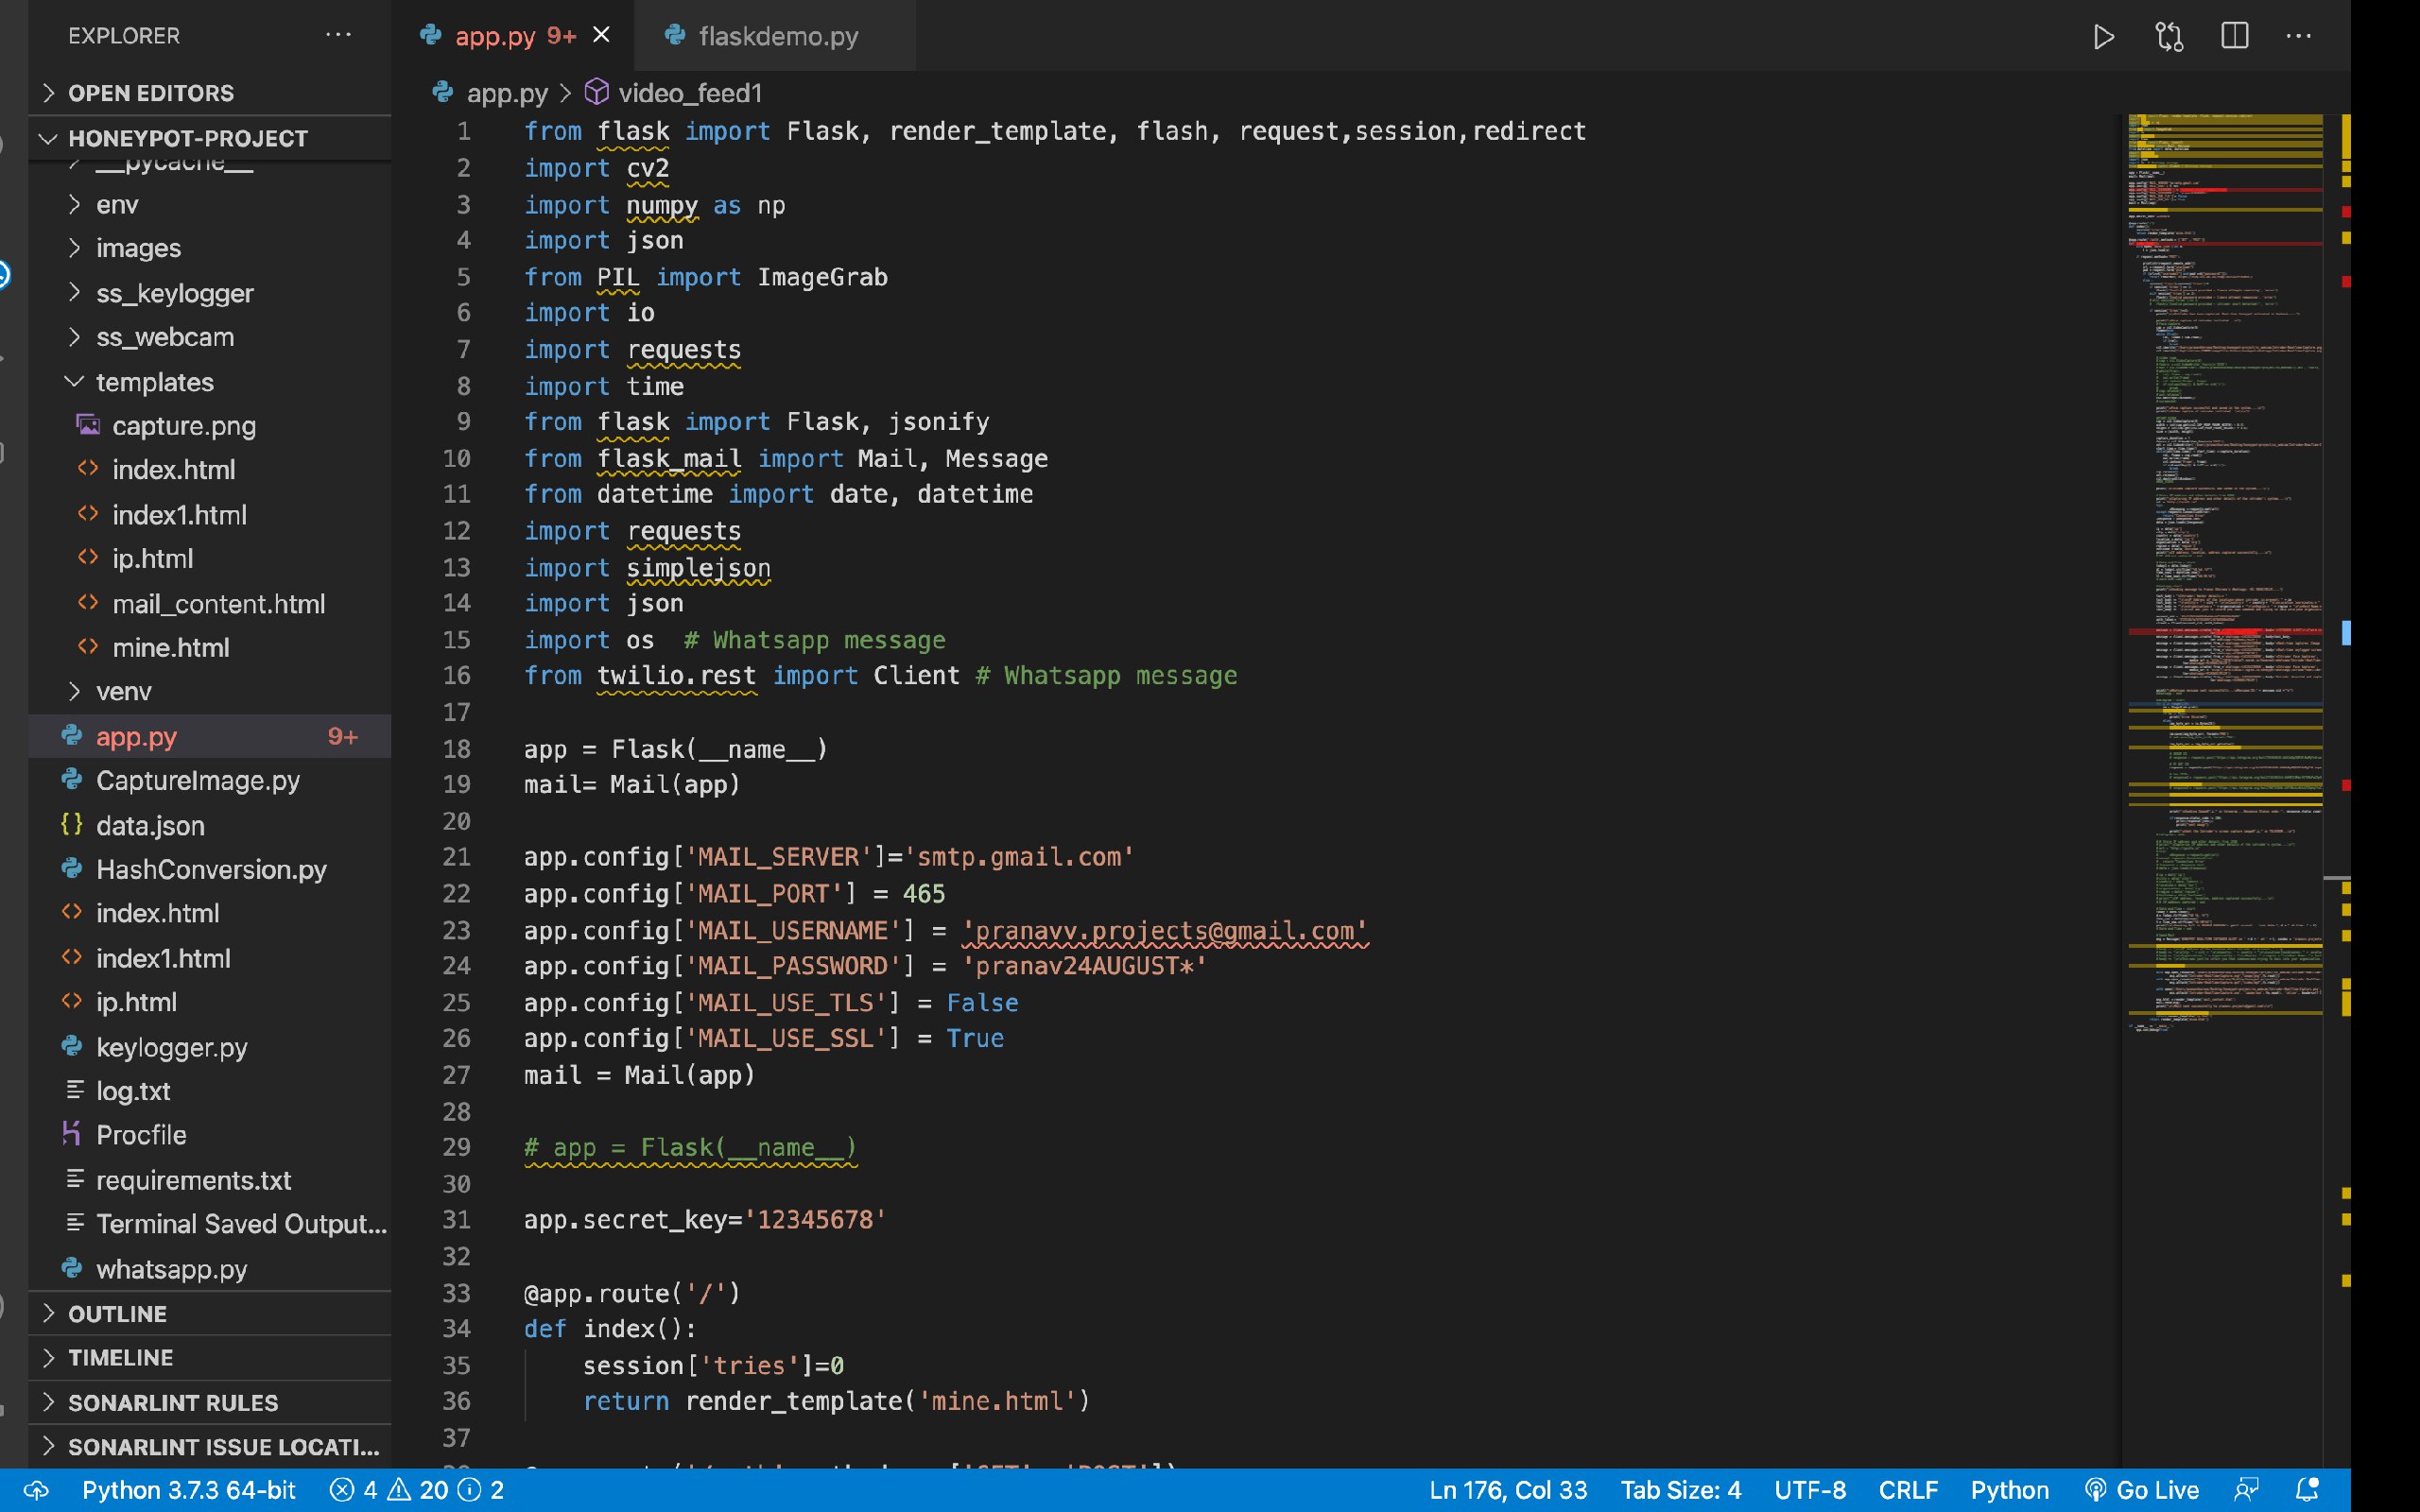 EXPLORER
OPEN EDITORS
HONEYPOT-PROJECT
__pycache__
env
images
ss_keylogger
ss_webcam
templates
capture.png
index.html
index1.html
ip.html
mail_content.html
mine.html
venv
app.py 9+
CaptureImage.py
data.json
HashConversion.py
index.html
index1.html
ip.html
keylogger.py
log.txt
Procfile
requirements.txt
Terminal Saved Output...
whatsapp.py
OUTLINE
TIMELINE
SONARLINT RULES
SONARLINT ISSUE LOCATI...
app.py 9+
flaskdemo.py
app.py > video_feed1
1 from flask import Flask, render_template, flash, request,session,redirect
2 import cv2
3 import numpy as np
4 import json
5 from PIL import ImageGrab
6 import io
7 import requests
8 import time
9 from flask import Flask, jsonify
10 from flask_mail import Mail, Message
11 from datetime import date, datetime
12 import requests
13 import simplejson
14 import json
15 import os  # Whatsapp message
16 from twilio.rest import Client # Whatsapp message
17
18 app = Flask(__name__)
19 mail= Mail(app)
20
21 app.config['MAIL_SERVER']='smtp.gmail.com'
22 app.config['MAIL_PORT'] = 465
23 app.config['MAIL_USERNAME'] = 'pranavv.projects@gmail.com'
24 app.config['MAIL_PASSWORD'] = 'pranav24AUGUST*'
25 app.config['MAIL_USE_TLS'] = False
26 app.config['MAIL_USE_SSL'] = True
27 mail = Mail(app)
28
29 # app = Flask(__name__)
30
31 app.secret_key='12345678'
32
33 @app.route('/')
34 def index():
35     session['tries']=0
36     return render_template('mine.html')
37
Python 3.7.3 64-bit
4 20 2
Ln 176, Col 33
Tab Size: 4
UTF-8
CRLF
Python
Go Live